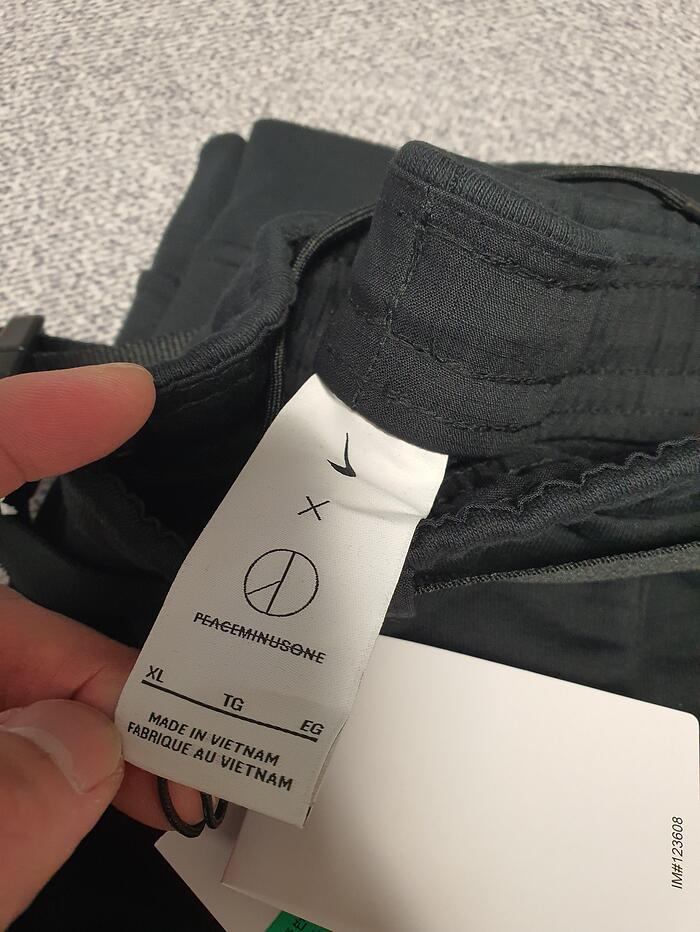 X
PEACEMINUSONE
XL
TG
EG
MADE IN VIETNAM
FABRIQUE AU VIETNAM
IM#123608